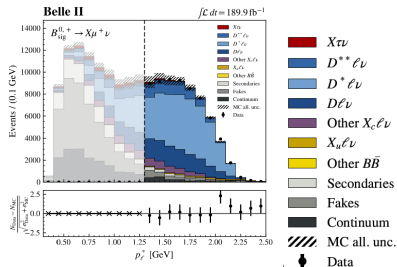 Belle II
∫ℒ dt = 189.9 fb⁻¹
B⁰,⁺sig → Xμ⁺ν
Xτν
D**ℓν
D*ℓν
Dℓν
Other Xcℓν
Xuℓν
Other BB̄
Secondaries
Fakes
Continuum
MC all. unc.
Data
Events / (0.1 GeV)
14000
12000
10000
8000
6000
4000
2000
0
Xτν
D**ℓν
D*ℓν
Dℓν
Other Xcℓν
Xuℓν
Other BB̄
Secondaries
Fakes
Continuum
MC all. unc.
Data
2.5
0.0
-2.5
0.50 0.75 1.00 1.25 1.50 1.75 2.00 2.25 2.50
pℓ* [GeV]